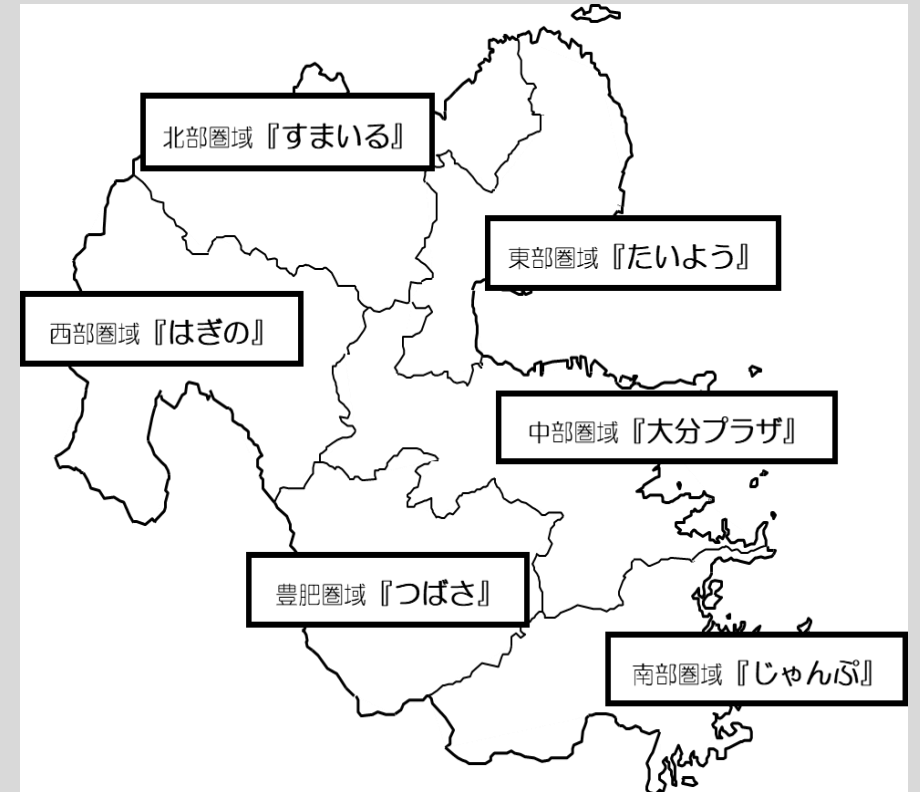 北部圏域『すまいる』
東部圏域『たいよう』
西部圏域『はぎの』
中部圏域『大分プラザ』
豊肥圏域『つばさ』
南部圏域『じゃんぷ』